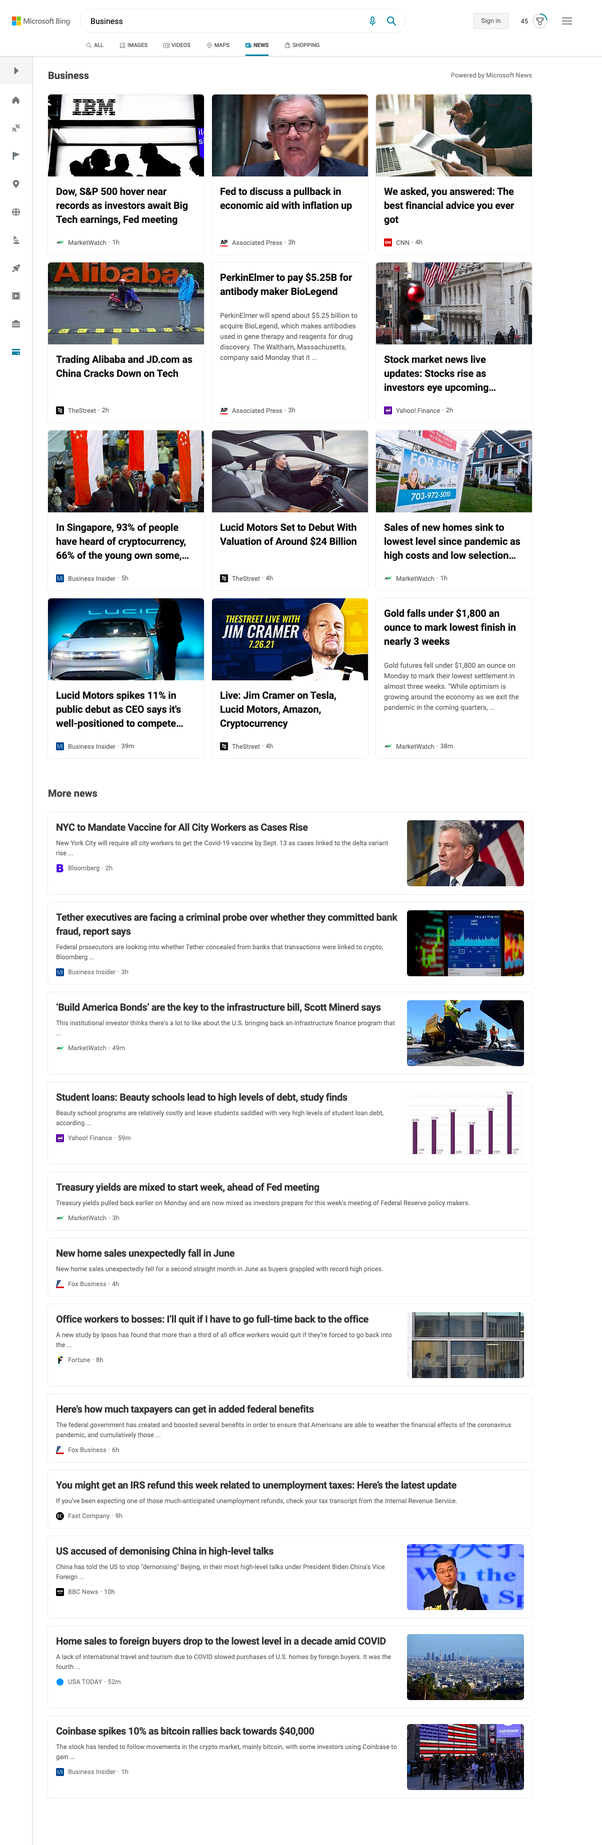 Microsoft Bing
Business
Sign in
45
ALL
IMAGES
VIDEOS
MAPS
NEWS
SHOPPING
Business
Powered by Microsoft News
IBM
Dow, S&P 500 hover near
records as investors await Big
Tech earnings, Fed meeting
MarketWatch · 1h
Fed to discuss a pullback in
economic aid with inflation up
AP Associated Press · 3h
We asked, you answered: The
best financial advice you ever
got
CNN · 4h
Alibaba
Trading Alibaba and JD.com as
China Cracks Down on Tech
TheStreet · 2h
PerkinElmer to pay $5.25B for
antibody maker BioLegend
PerkinElmer will spend about $5.25 billion to
acquire BioLegend, which makes antibodies
used in gene therapy and reagents for drug
discovery. The Waltham, Massachusetts,
company said Monday that it ...
AP Associated Press · 3h
Stock market news live
updates: Stocks rise as
investors eye upcoming...
Yahoo! Finance · 2h
In Singapore, 93% of people
have heard of cryptocurrency,
66% of the young own some,...
Business Insider · 5h
Lucid Motors Set to Debut With
Valuation of Around $24 Billion
TheStreet · 4h
FOR SALE
703-972-5010
Sales of new homes sink to
lowest level since pandemic as
high costs and low selection...
MarketWatch · 1h
LUCID
Lucid Motors spikes 11% in
public debut as CEO says it's
well-positioned to compete...
Business Insider · 39m
THESTREET LIVE WITH
JIM CRAMER
7.26.21
Live: Jim Cramer on Tesla,
Lucid Motors, Amazon,
Cryptocurrency
TheStreet · 4h
Gold falls under $1,800 an
ounce to mark lowest finish in
nearly 3 weeks
Gold futures fell under $1,800 an ounce on
Monday to mark their lowest settlement in
almost three weeks. "While optimism is
growing around the economy as we exit the
pandemic in the coming quarters, ...
MarketWatch · 38m
More news
NYC to Mandate Vaccine for All City Workers as Cases Rise
New York City will require all city workers to get the Covid-19 vaccine by Sept. 13 as cases linked to the delta variant
rise ...
B Bloomberg · 2h
Tether executives are facing a criminal probe over whether they committed bank
fraud, report says
Federal prosecutors are looking into whether Tether concealed from banks that transactions were linked to crypto,
Bloomberg ...
Business Insider · 3h
'Build America Bonds' are the key to the infrastructure bill, Scott Minerd says
This institutional investor thinks there's a lot to like about the U.S. bringing back an infrastructure finance program that
...
MarketWatch · 49m
Student loans: Beauty schools lead to high levels of debt, study finds
Beauty school programs are relatively costly and leave students saddled with very high levels of student loan debt,
according ...
Yahoo! Finance · 59m
Treasury yields are mixed to start week, ahead of Fed meeting
Treasury yields pulled back earlier on Monday and are now mixed as investors prepare for this week's meeting of Federal Reserve policy makers.
MarketWatch · 3h
New home sales unexpectedly fall in June
New home sales unexpectedly fell for a second straight month in June as buyers grappled with record high prices.
Fox Business · 4h
Office workers to bosses: I'll quit if I have to go full-time back to the office
A new study by Ipsos has found that more than a third of all office workers would quit if they're forced to go back into
the ...
Fortune · 8h
Here's how much taxpayers can get in added federal benefits
The federal government has created and boosted several benefits in order to ensure that Americans are able to weather the financial effects of the coronavirus
pandemic, and cumulatively those ...
Fox Business · 6h
You might get an IRS refund this week related to unemployment taxes: Here's the latest update
If you've been expecting one of those much-anticipated unemployment refunds, check your tax transcript from the Internal Revenue Service.
Fast Company · 9h
US accused of demonising China in high-level talks
China has told the US to stop "demonising" Beijing, in their most high-level talks under President Biden.China's Vice
Foreign ...
BBC News · 10h
Win the
Home sales to foreign buyers drop to the lowest level in a decade amid COVID
A lack of international travel and tourism due to COVID slowed purchases of U.S. homes by foreign buyers. It was the
fourth ...
USA TODAY · 52m
Coinbase spikes 10% as bitcoin rallies back towards $40,000
The stock has tended to follow movements in the crypto market, mainly bitcoin, with some investors using Coinbase to
gain ...
Business Insider · 1h
coinbase